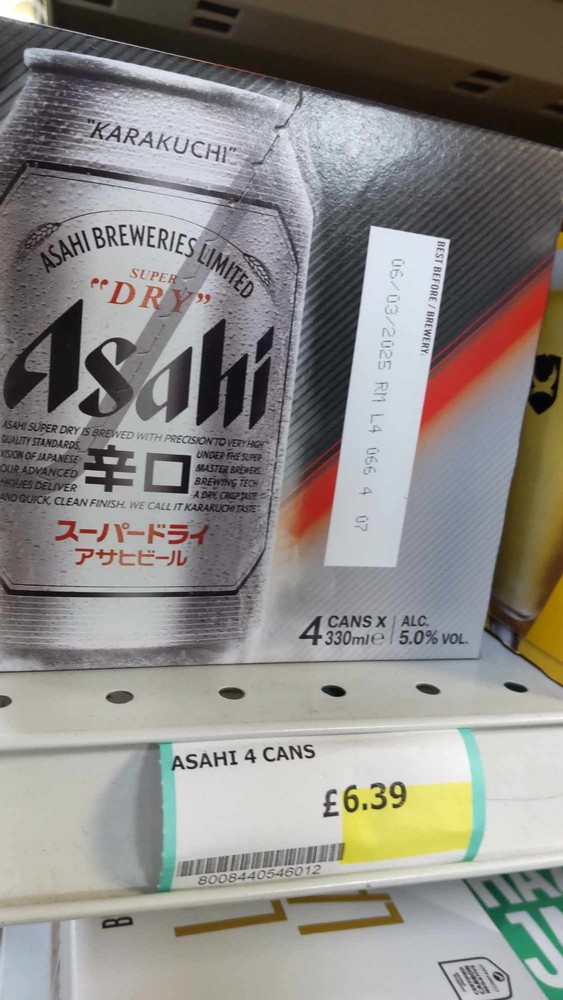 "KARAKUCHI"
ASAHI BREWERIES LIMITED
SUPER
"DRY"
Asahi
ASAHI SUPER DRY IS BREWED WITH PRECISION TO VERY HIGH
QUALITY STANDARDS,
VISION OF JAPANESE
OUR ADVANCED
NIQUES DELIVER
辛口
UNDER THE SUPER
MASTER BREWERS.
BREWING TECH
A DRY, CRISP TASTE
AND QUICK, CLEAN FINISH. WE CALL IT KARAKUCHI TASTE
スーパードライ
アサヒビール
BEST BEFORE / BREWERY:
06/03/2025 RM L4 066 4 07
4 CANS X
330ml e
ALC.
5.0% VOL.
ASAHI 4 CANS
£6.39
8008440546012